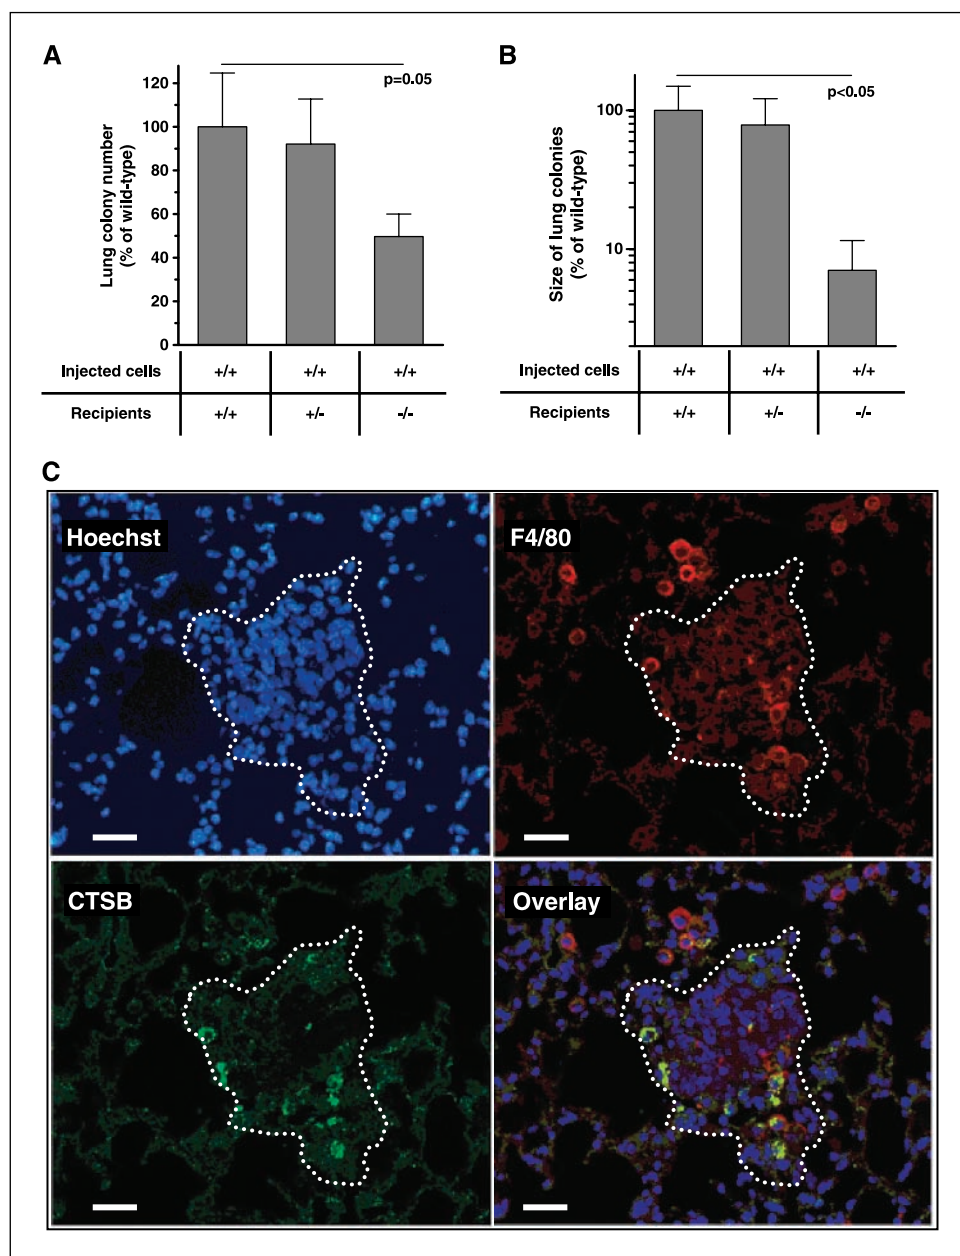 A
p=0.05
Lung colony number
(% of wild-type)
120
100
80
60
40
20
0
Injected cells +/+ +/+ +/+
Recipients +/+ +/- -/-
B
p<0.05
Size of lung colonies
(% of wild-type)
100
10
Injected cells +/+ +/+ +/+
Recipients +/+ +/- -/-
C
Hoechst
F4/80
CTSB
Overlay